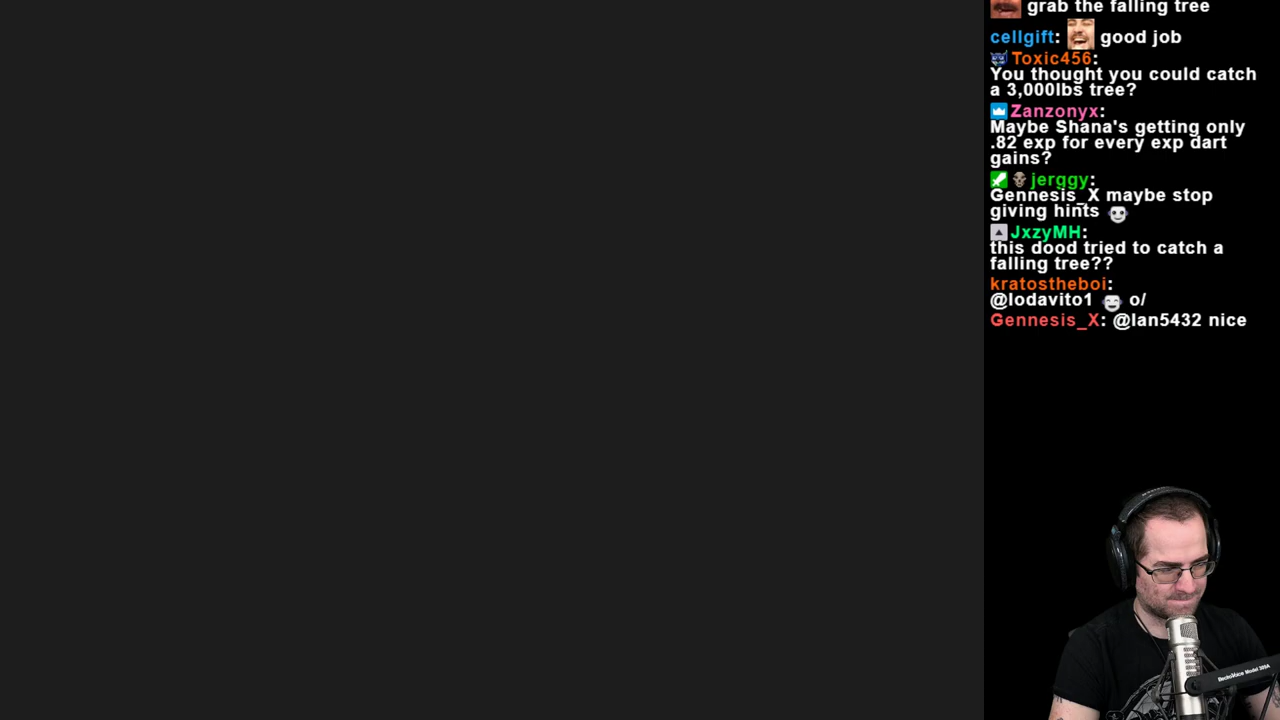 grab the falling tree
cellgift: good job
Toxic456:
You thought you could catch
a 3,000lbs tree?
Zanzonyx:
Maybe Shana's getting only
.82 exp for every exp dart
gains?
jerggy:
Gennesis_X maybe stop
giving hints
JxzyMH:
this dood tried to catch a
falling tree??
kratostheboi:
@lodavito1 o/
Gennesis_X: @lan5432 nice